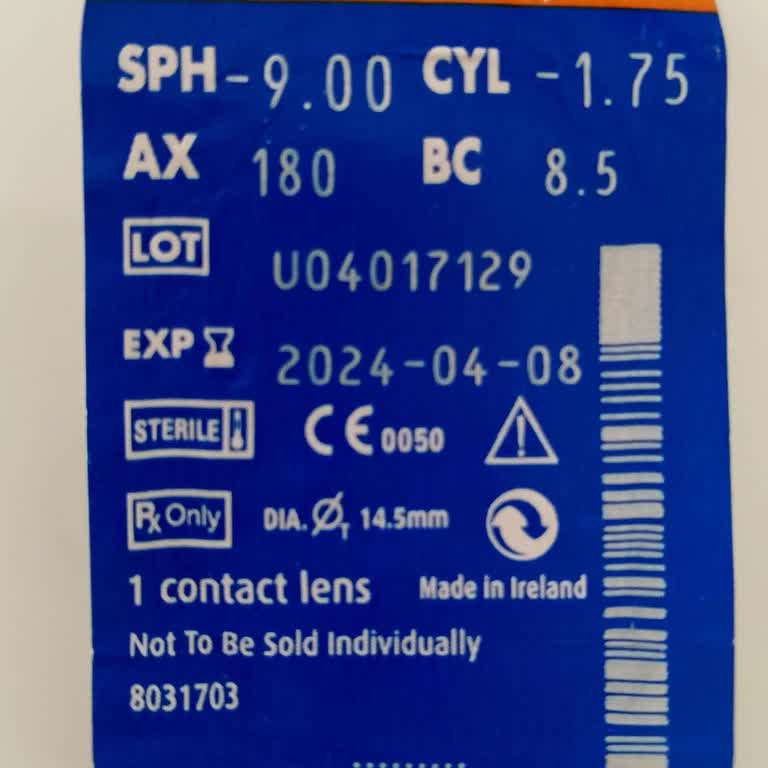 SPH -9.00 CYL -1.75
AX 180 BC 8.5
LOT U04017129
EXP 2024-04-08
STERILE CE 0050
Rx Only DIA. Ø T 14.5mm
1 contact lens Made in Ireland
Not To Be Sold Individually
8031703